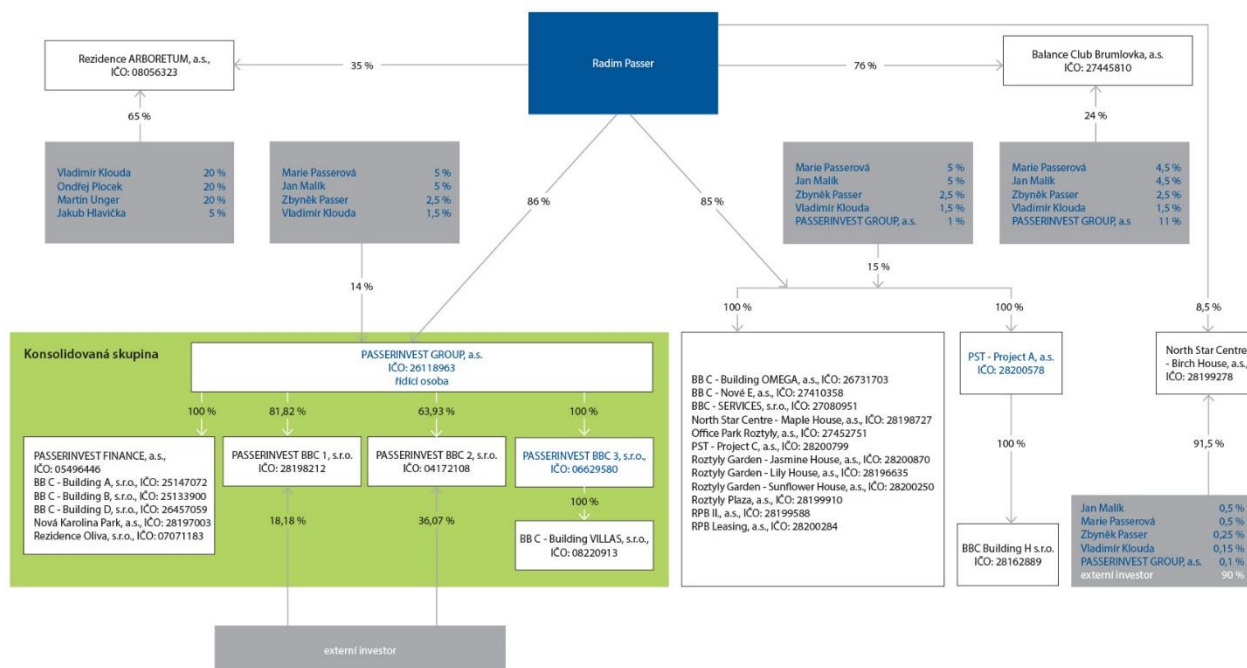 Rezidence ARBORETUM, a.s.,
IČO: 08056323
35 %
Radim Passer
76 %
Balance Club Brumlovka, a.s.
IČO: 27445810
65 %
24 %
Vladimír Klouda 20 %
Ondřej Plocek 20 %
Martin Unger 20 %
Jakub Hlavička 5 %
Marie Passerová 5 %
Jan Malík 5 %
Zbyněk Passer 2,5 %
Vladimír Klouda 1,5 %
86 %
85 %
Marie Passerová 5 %
Jan Malík 5 %
Zbyněk Passer 2,5 %
Vladimír Klouda 1,5 %
PASSERINVEST GROUP, a.s. 1 %
Marie Passerová 4,5 %
Jan Malík 4,5 %
Zbyněk Passer 2,5 %
Vladimír Klouda 1,5 %
PASSERINVEST GROUP, a.s 11 %
14 %
15 %
100 %
100 %
8,5 %
Konsolidovaná skupina
PASSERINVEST GROUP, a.s.
IČO: 26118963
řídící osoba
100 %
81,82 %
63,93 %
100 %
PASSERINVEST FINANCE, a.s.,
IČO: 05496446
BB C - Building A, s.r.o., IČO: 25147072
BB C - Building B, s.r.o., IČO: 25133900
BB C - Building D, s.r.o., IČO: 26457059
Nová Karolina Park, a.s., IČO: 28197003
Rezidence Oliva, s.r.o., IČO: 07071183
PASSERINVEST BBC 1, s.r.o.
IČO: 28198212
PASSERINVEST BBC 2, s.r.o.
IČO: 04172108
PASSERINVEST BBC 3, s.r.o.,
IČO: 06629580
100 %
BB C - Building VILLAS, s.r.o.,
IČO: 08220913
18,18 %
36,07 %
externí investor
BB C - Building OMEGA, a.s., IČO: 26731703
BB C - Nové E, a.s., IČO: 27410358
BBC - SERVICES, s.r.o., IČO: 27080951
North Star Centre - Maple House, a.s., IČO: 28198727
Office Park Roztyly, a.s., IČO: 27452751
PST - Project C, a.s., IČO: 28200799
Roztyly Garden - Jasmine House, a.s., IČO: 28200870
Roztyly Garden - Lily House, a.s., IČO: 28196635
Roztyly Garden - Sunflower House, a.s., IČO: 28200250
Roztyly Plaza, a.s., IČO: 28199910
RPB II., a.s., IČO: 28199588
RPB Leasing, a.s., IČO: 28200284
PST - Project A, a.s.
IČO: 28200578
100 %
BBC Building H s.r.o.
IČO: 28162889
North Star Centre
- Birch House, a.s.,
IČO: 28199278
91,5 %
Jan Malík 0,5 %
Marie Passerová 0,5 %
Zbyněk Passer 0,25 %
Vladimír Klouda 0,15 %
PASSERINVEST GROUP, a.s. 0,1 %
externí investor 90 %